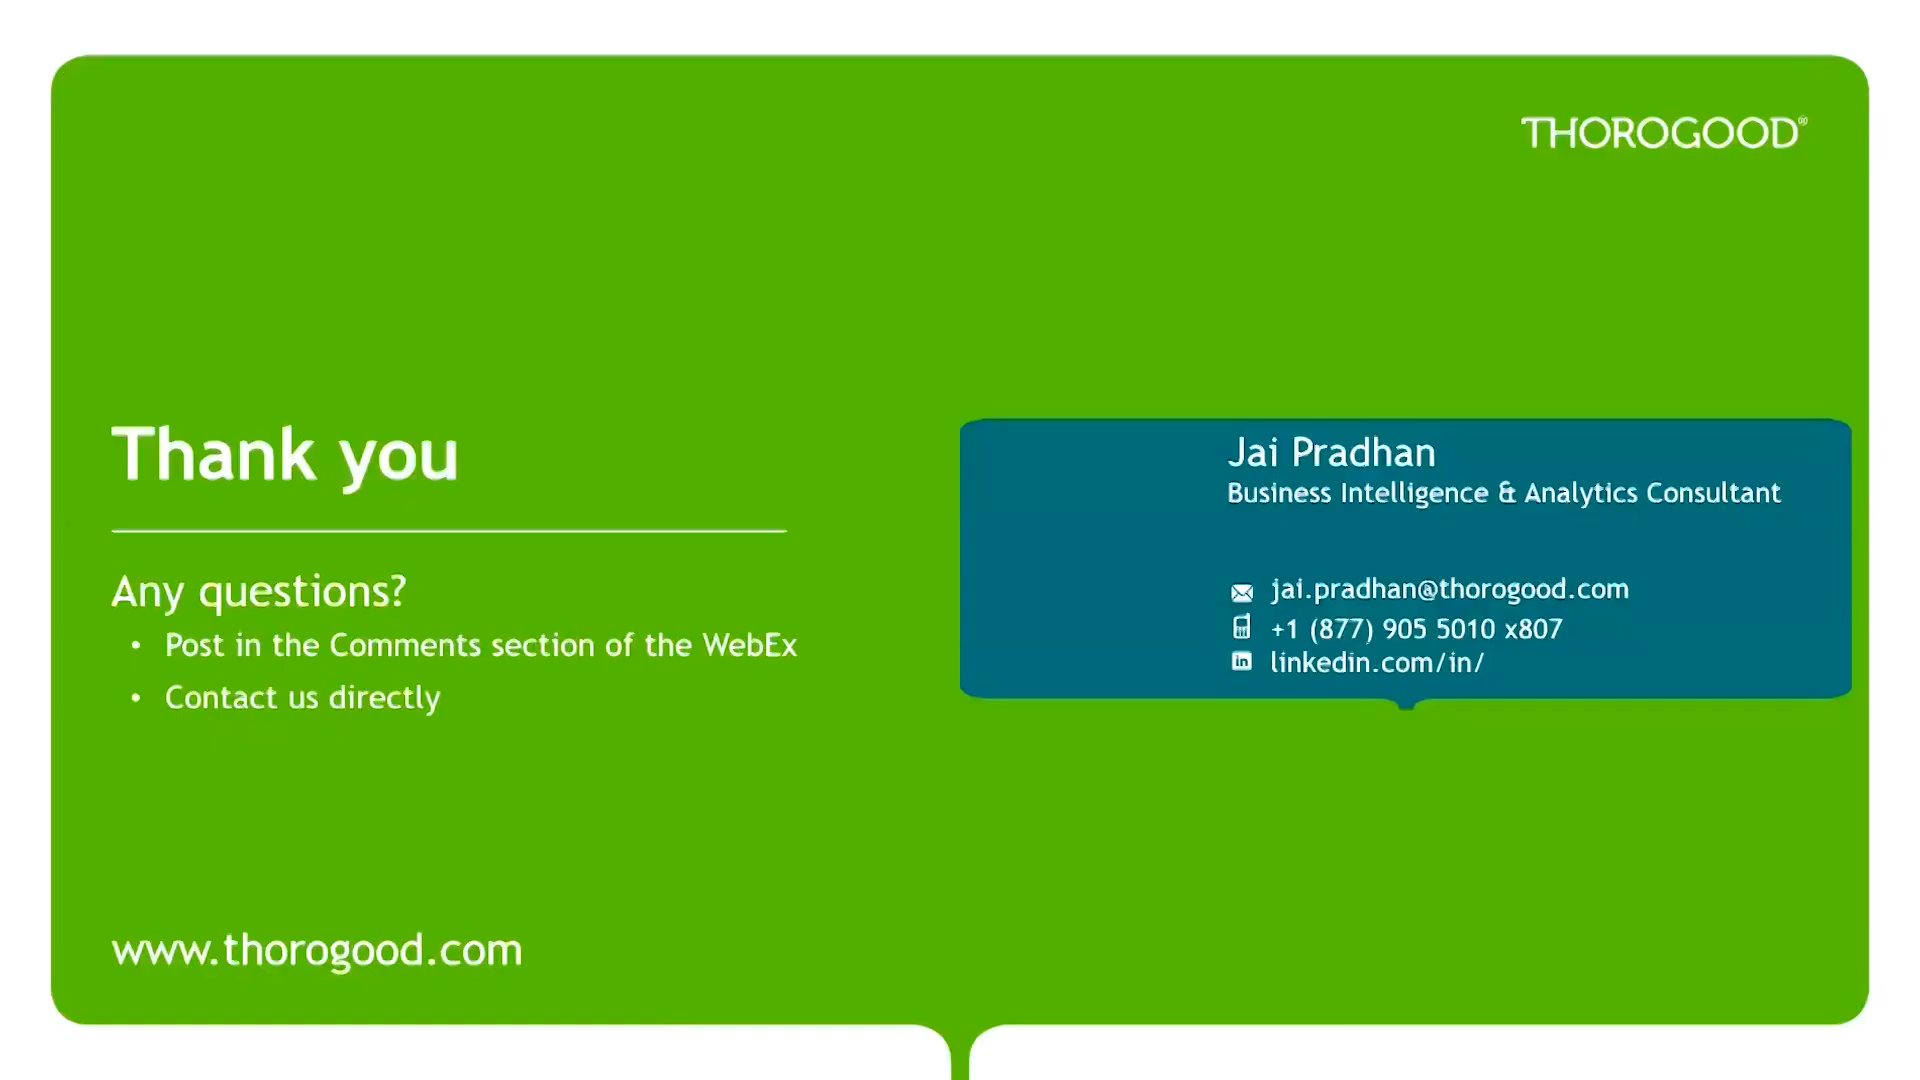 THOROGOOD®
Thank you
Any questions?
• Post in the Comments section of the WebEx
• Contact us directly
Jai Pradhan
Business Intelligence & Analytics Consultant
jai.pradhan@thorogood.com
+1 (877) 905 5010 x807
in linkedin.com/in/
www.thorogood.com